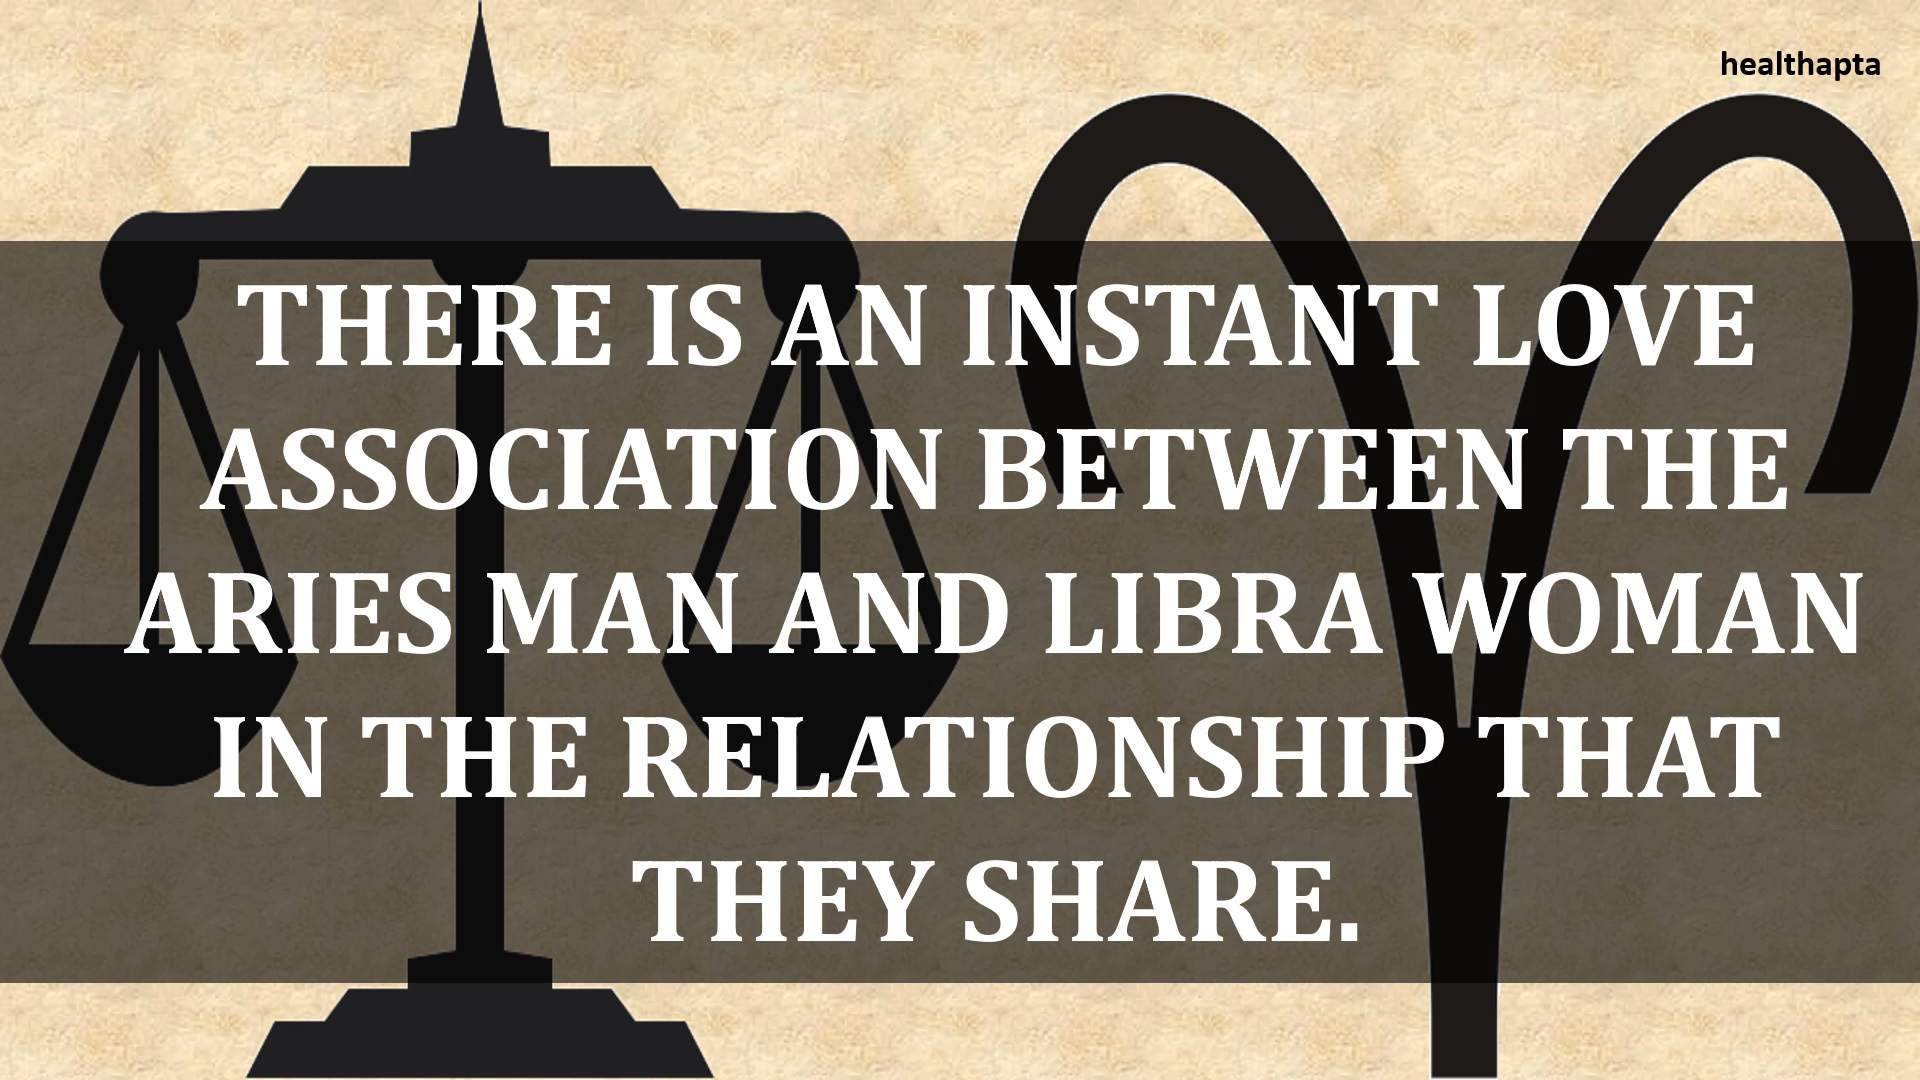 healthapta
THERE IS AN INSTANT LOVE
ASSOCIATION BETWEEN THE
ARIES MAN AND LIBRA WOMAN
IN THE RELATIONSHIP THAT
THEY SHARE.